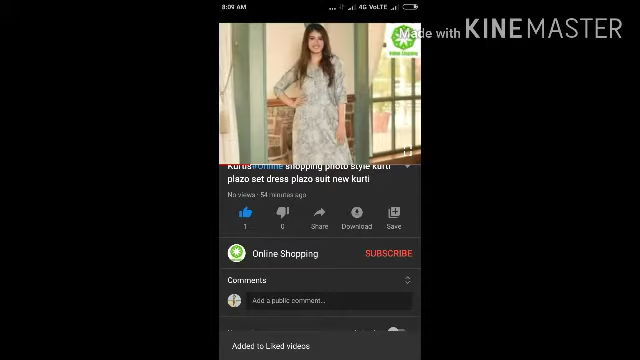 8:09 AM
... 4G VoLTE
Online Shopping
Made with KINEMASTER
Kurtis#Online shopping photo style kurti
plazo set dress plazo suit new kurti
No views · 54 minutes ago
1
0
Share
Download
Save
Online Shopping
SUBSCRIBE
Comments
Add a public comment...
Added to Liked videos